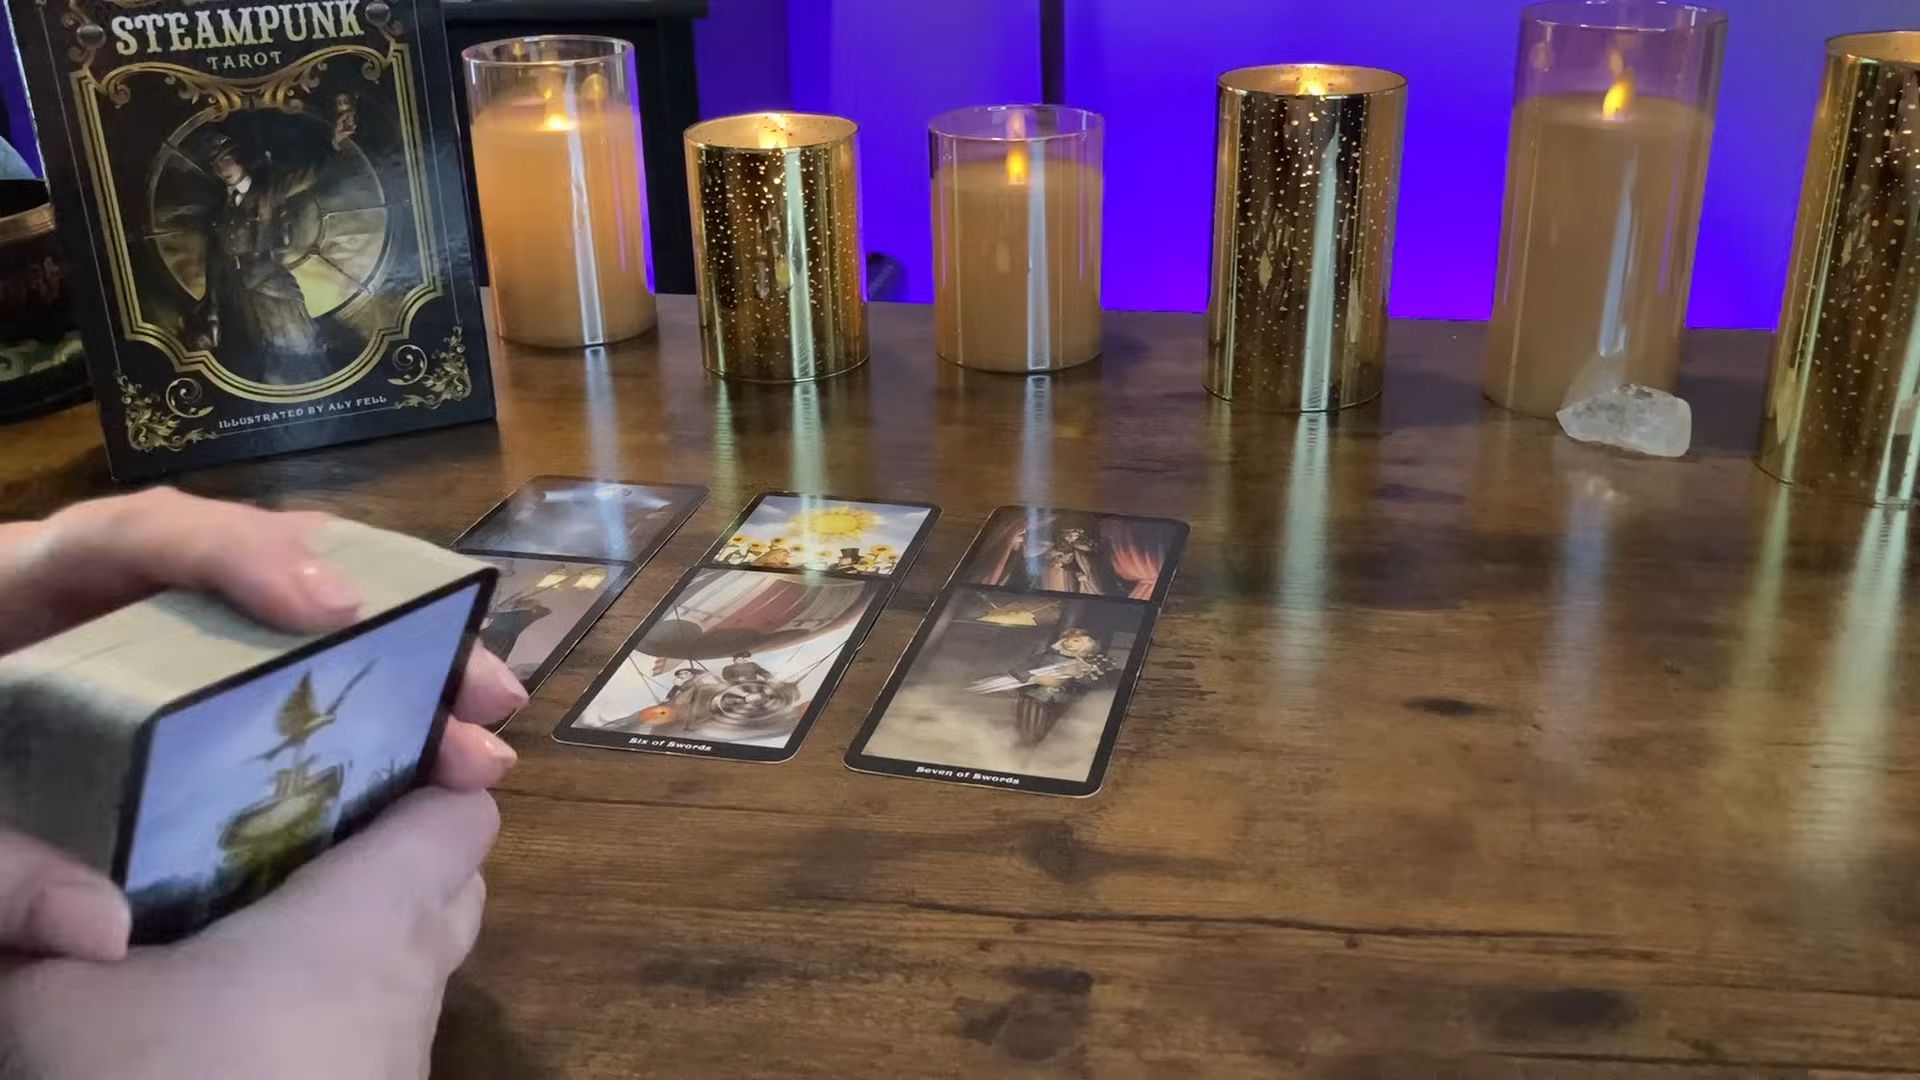 STEAMPUNK
TAROT
ILLUSTRATED BY ALY FELL
Six of Swords
Seven of Swords